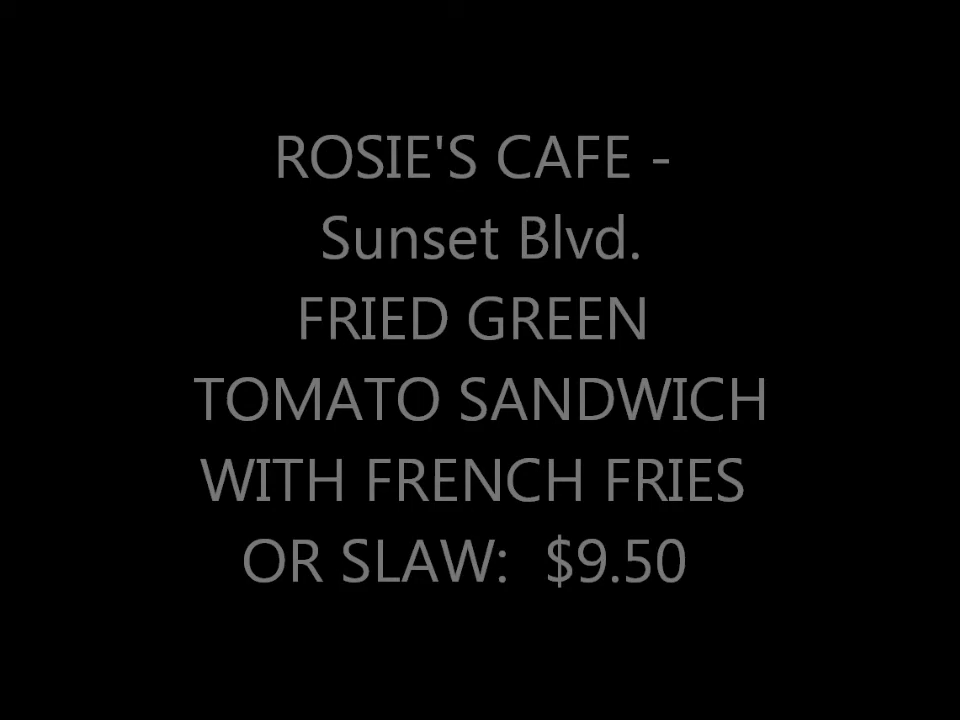 ROSIE'S CAFE -
Sunset Blvd.
FRIED GREEN
TOMATO SANDWICH
WITH FRENCH FRIES
OR SLAW:  $9.50